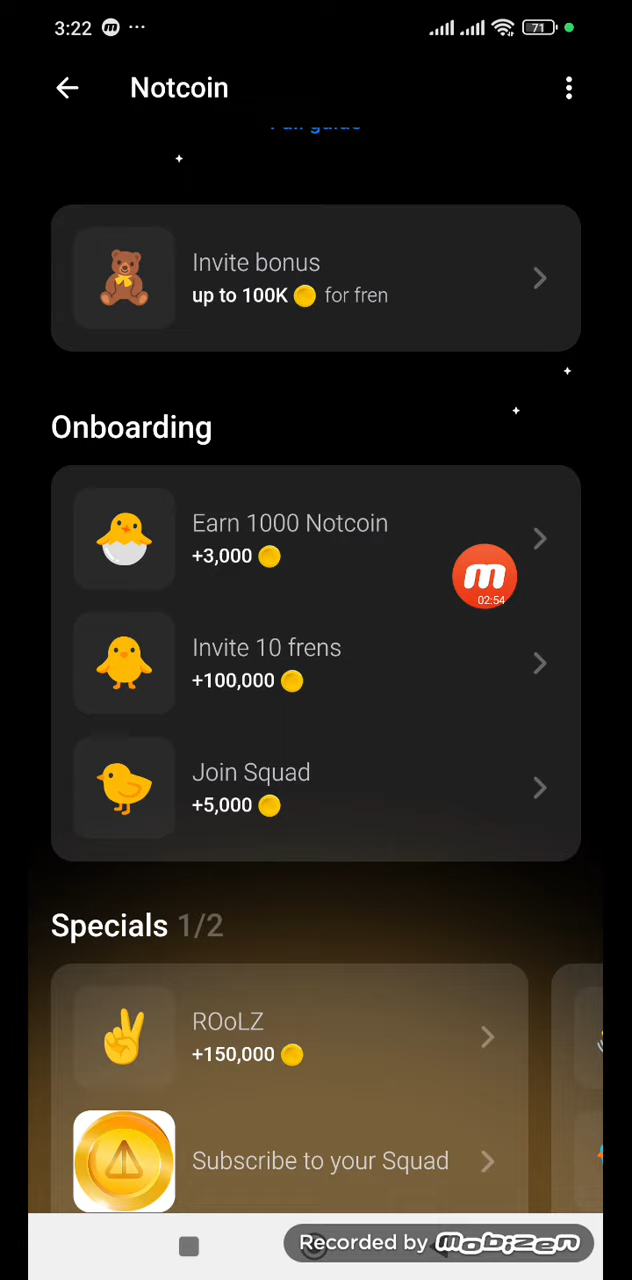 3:22
71
Notcoin
Full guide
Invite bonus
up to 100K for fren
Onboarding
Earn 1000 Notcoin
+3,000
02:54
Invite 10 frens
+100,000
Join Squad
+5,000
Specials 1/2
ROoLZ
+150,000
Subscribe to your Squad
Recorded by mobizen